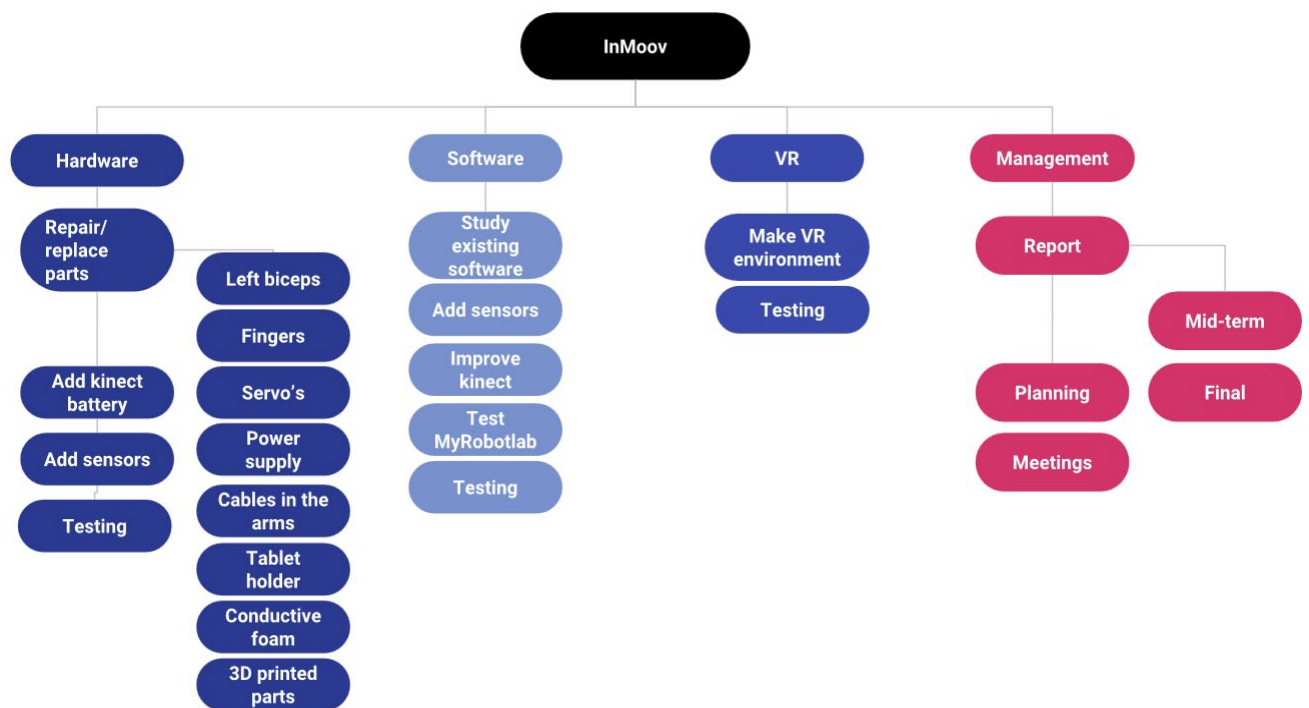 InMoov
Hardware
Repair/
replace
parts
Left biceps
Fingers
Servo’s
Power
supply
Cables in the
arms
Tablet
holder
Conductive
foam
3D printed
parts
Add kinect
battery
Add sensors
Testing
Software
Study
existing
software
Add sensors
Improve
kinect
Test
MyRobotlab
Testing
VR
Make VR
environment
Testing
Management
Report
Mid-term
Final
Planning
Meetings